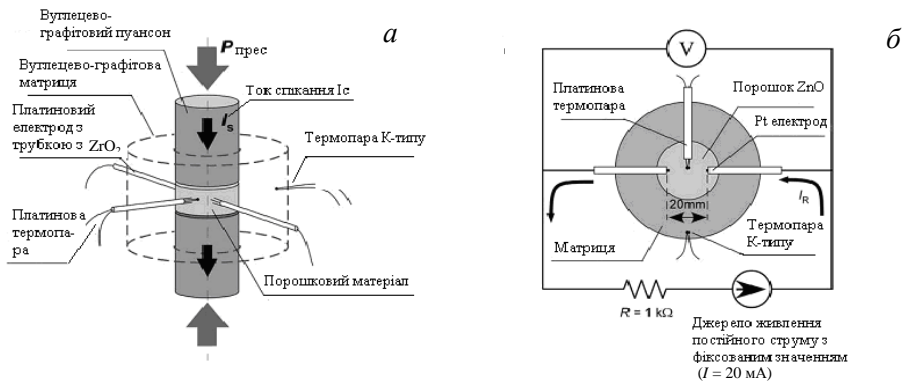 Вуглецево-
графітовий пуансон
а
P прес
Вуглецево-графітова
матриця
Ток спікання Іс
Платиновий
електрод з
трубкою з ZrO2
Is
Термопара К-типу
Платинова
термопа-
ра
Порошковий матеріал
б
V
Платинова
термопара
Порошок ZnO
Pt електрод
IR
20mm
Термопара
К-типу
Матриця
R = 1 kΩ
Джерело живлення
постійного струму з
фіксованим значенням
(I = 20 мА)